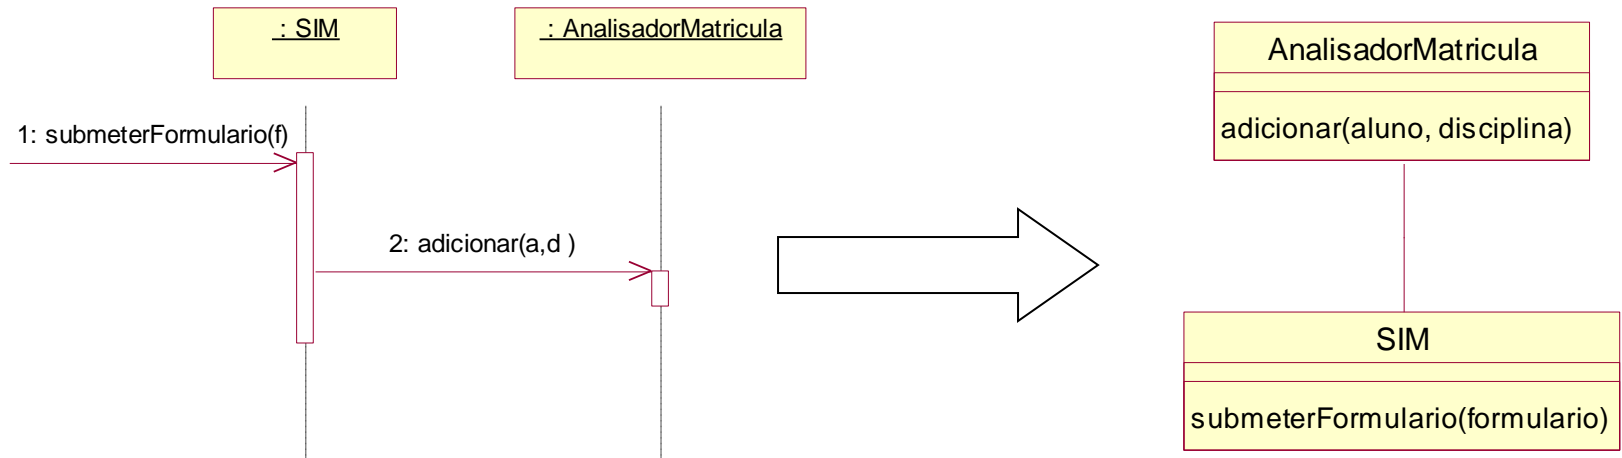 : SIM
: AnalisadorMatricula
1: submeterFormulario(f)
2: adicionar(a,d )
AnalisadorMatricula
adicionar(aluno, disciplina)
SIM
submeterFormulario(formulario)